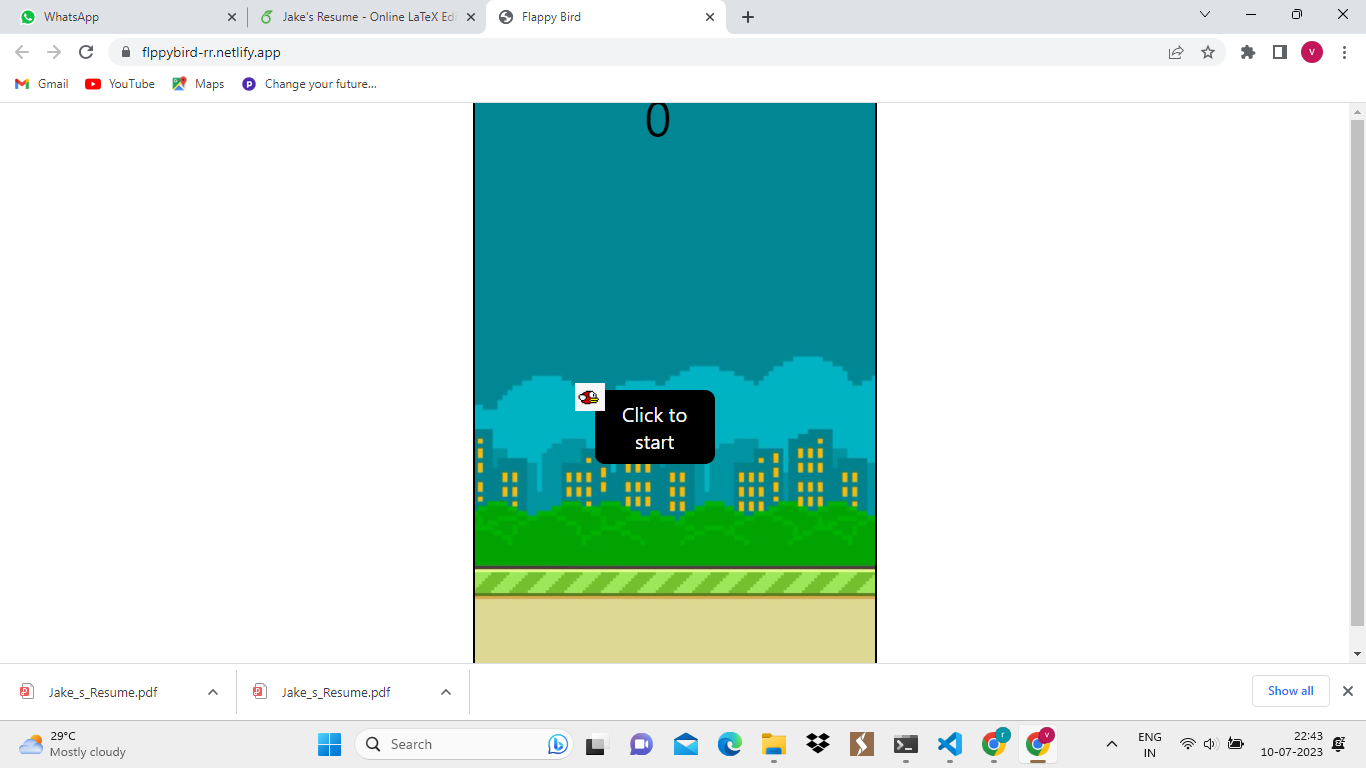 WhatsApp
Jake's Resume - Online LaTeX Edi
Flappy Bird
flppybird-rr.netlify.app
V
Gmail
YouTube
Maps
p
Change your future...
0
Click to
start
Jake_s_Resume.pdf
Jake_s_Resume.pdf
Show all
29°C
Mostly cloudy
Search
r
v
ENG
IN
22:43
10-07-2023